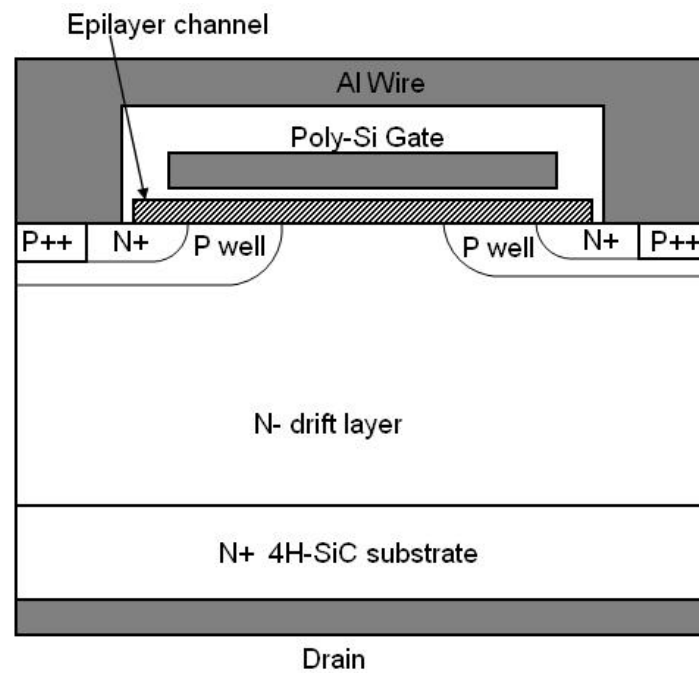 Epilayer channel
Al Wire
Poly-Si Gate
P++ N+ P well P well N+ P++
N- drift layer
N+ 4H-SiC substrate
Drain